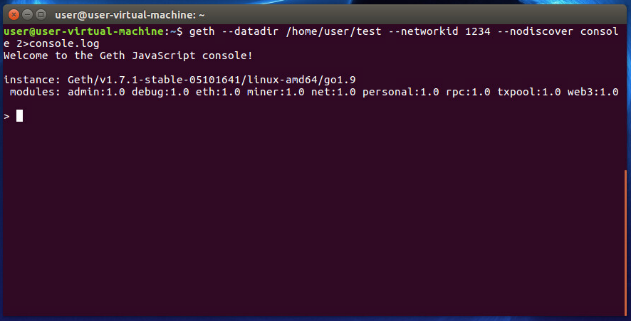 user@user-virtual-machine: ~
user@user-virtual-machine:~$ geth --datadir /home/user/test --networkid 1234 --nodiscover consol
e 2>console.log
Welcome to the Geth JavaScript console!
instance: Geth/v1.7.1-stable-05101641/linux-amd64/go1.9
 modules: admin:1.0 debug:1.0 eth:1.0 miner:1.0 net:1.0 personal:1.0 rpc:1.0 txpool:1.0 web3:1.0
>